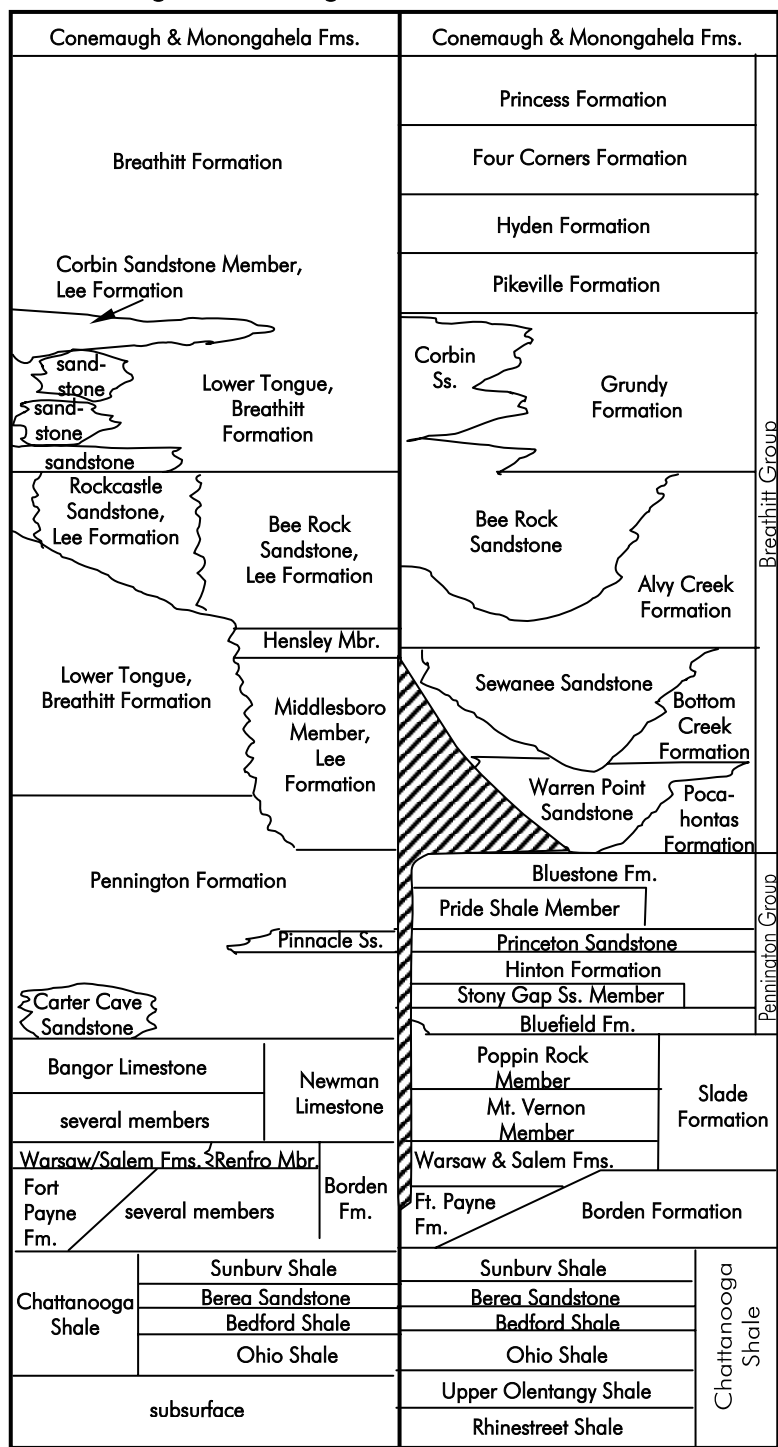 Conemaugh & Monongahela Fms.
Breathitt Formation
Corbin Sandstone Member,
Lee Formation
sand-
stone
sand-
stone
sandstone
Lower Tongue,
Breathitt
Formation
Rockcastle
Sandstone,
Lee Formation
Bee Rock
Sandstone,
Lee Formation
Hensley Mbr.
Lower Tongue,
Breathitt Formation
Middlesboro
Member,
Lee
Formation
Pennington Formation
Pinnacle Ss.
Carter Cave
Sandstone
Bangor Limestone
several members
Newman
Limestone
Warsaw/Salem Fms.
Renfro Mbr.
Fort
Payne
Fm.
several members
Borden
Fm.
Chattanooga
Shale
Sunbury Shale
Berea Sandstone
Bedford Shale
Ohio Shale
subsurface
Conemaugh & Monongahela Fms.
Princess Formation
Four Corners Formation
Hyden Formation
Pikeville Formation
Corbin
Ss.
Grundy
Formation
Bee Rock
Sandstone
Alvy Creek
Formation
Sewanee Sandstone
Bottom
Creek
Formation
Warren Point
Sandstone
Poca-
hontas
Formation
Breathitt Group
Bluestone Fm.
Pride Shale Member
Princeton Sandstone
Hinton Formation
Stony Gap Ss. Member
Bluefield Fm.
Pennington Group
Poppin Rock
Member
Mt. Vernon
Member
Slade
Formation
Warsaw & Salem Fms.
Ft. Payne
Fm.
Borden Formation
Sunbury Shale
Berea Sandstone
Bedford Shale
Ohio Shale
Upper Olentangy Shale
Rhinestreet Shale
Chattanooga
Shale